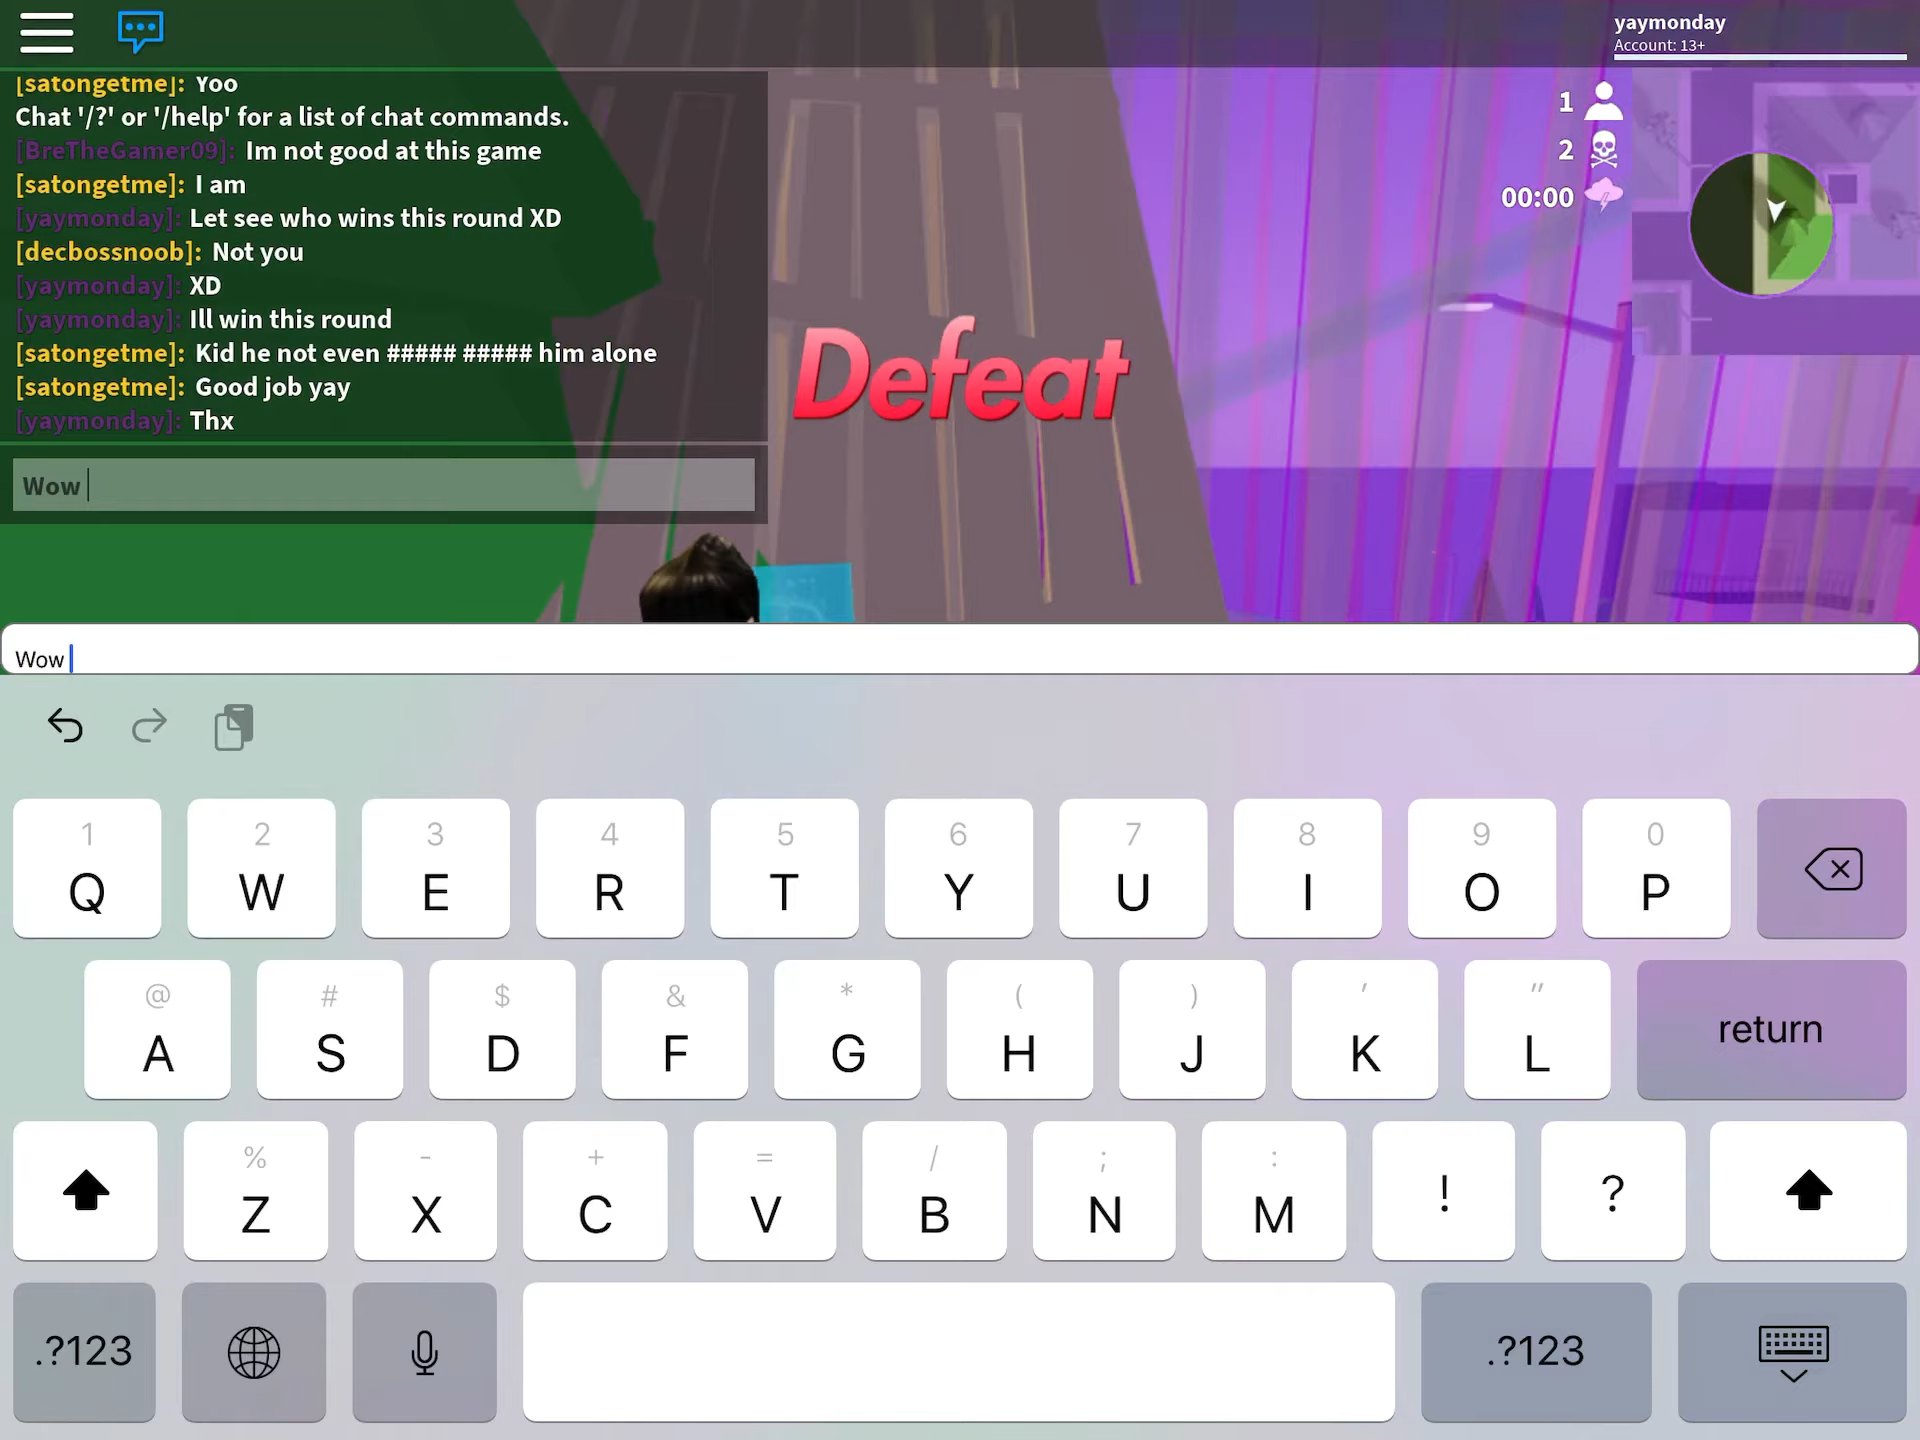 yaymonday
Account: 13+
[satongetme]: Yoo
Chat '/?' or '/help' for a list of chat commands.
[BreTheGamer09]: Im not good at this game
[satongetme]: I am
[yaymonday]: Let see who wins this round XD
[decbossnoob]: Not you
[yaymonday]: XD
[yaymonday]: Ill win this round
[satongetme]: Kid he not even ##### ##### him alone
[satongetme]: Good job yay
[yaymonday]: Thx
Wow
1
2
00:00
Defeat
Wow
1 2 3 4 5 6 7 8 9 0
Q W E R T Y U I O P
@ # $ & * ( ) ' "
A S D F G H J K L return
% - + = / ; :
Z X C V B N M ! ?
.?123 .?123